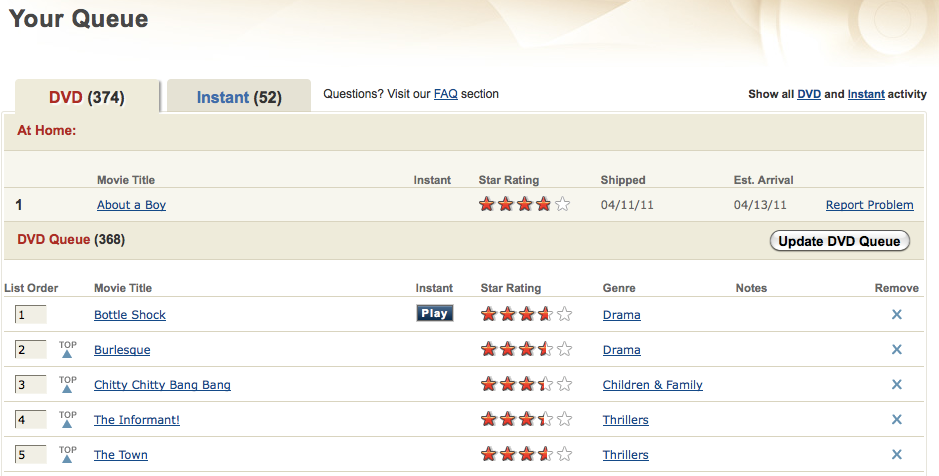 Your Queue
DVD (374) Instant (52) Questions? Visit our FAQ section Show all DVD and Instant activity
At Home:
Movie Title Instant Star Rating Shipped Est. Arrival
1 About a Boy 04/11/11 04/13/11 Report Problem
DVD Queue (368) Update DVD Queue
List Order Movie Title Instant Star Rating Genre Notes Remove
1 Bottle Shock Play Drama X
2 TOP Burlesque Drama X
3 TOP Chitty Chitty Bang Bang Children & Family X
4 TOP The Informant! Thrillers X
5 TOP The Town Thrillers X